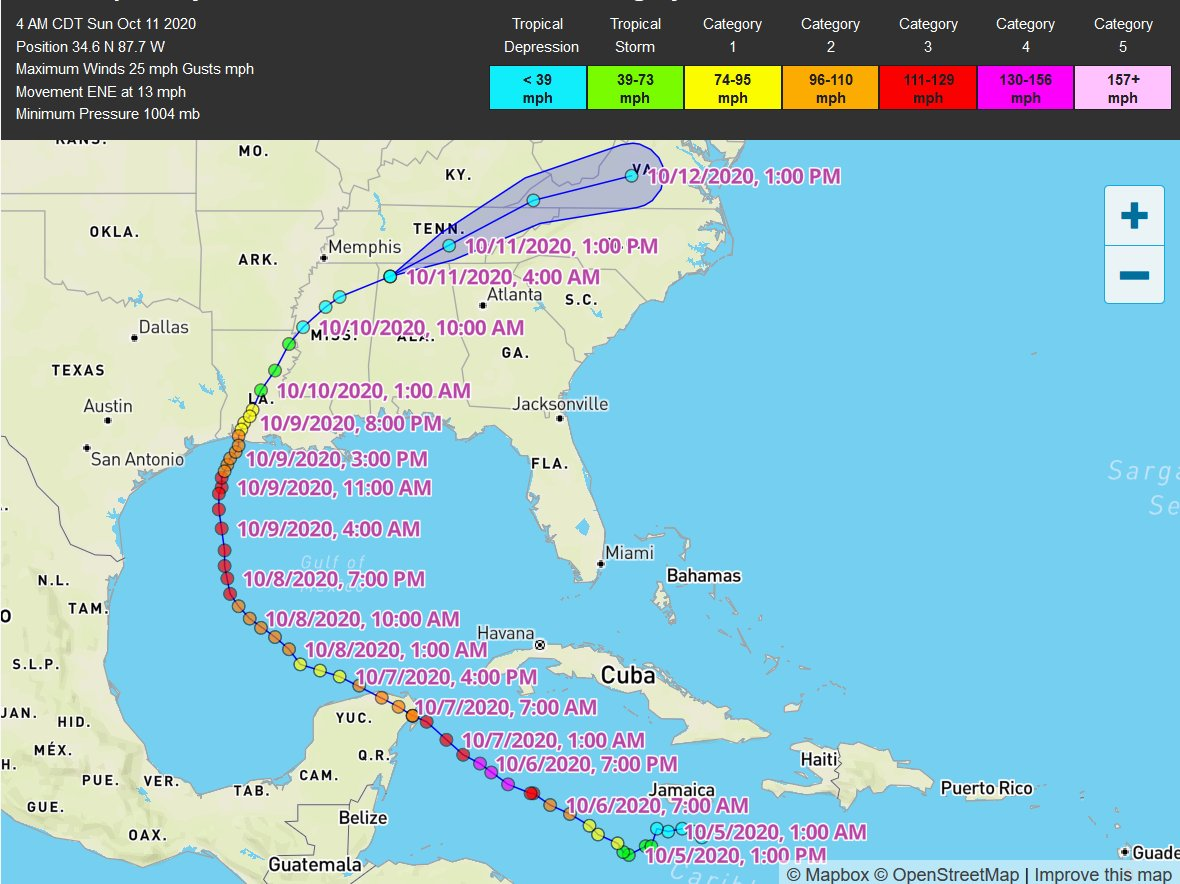 4 AM CDT Sun Oct 11 2020
Position 34.6 N 87.7 W
Maximum Winds 25 mph Gusts mph
Movement ENE at 13 mph
Minimum Pressure 1004 mb
Tropical Depression
Tropical Storm
Category 1
Category 2
Category 3
Category 4
Category 5
< 39 mph
39-73 mph
74-95 mph
96-110 mph
111-129 mph
130-156 mph
157+ mph
KANS.
MO.
KY.
VA.
10/12/2020, 1:00 PM
+
−
OKLA.
TENN.
Memphis
10/11/2020, 1:00 PM
ARK.
10/11/2020, 4:00 AM
Atlanta
S.C.
Dallas
MISS.
10/10/2020, 10:00 AM
ALA.
GA.
TEXAS
LA.
10/10/2020, 1:00 AM
Austin
Jacksonville
10/9/2020, 8:00 PM
San Antonio
10/9/2020, 3:00 PM
FLA.
10/9/2020, 11:00 AM
10/9/2020, 4:00 AM
Miami
Gulf of
Mexico
Bahamas
N.L.
10/8/2020, 7:00 PM
TAM.
10/8/2020, 10:00 AM
Havana
10/8/2020, 1:00 AM
S.L.P.
10/7/2020, 4:00 PM
Cuba
10/7/2020, 7:00 AM
YUC.
HID.
10/7/2020, 1:00 AM
MÉX.
Q.R.
10/6/2020, 7:00 PM
Haiti
PUE.
VER.
CAM.
TAB.
Jamaica
Puerto Rico
GUE.
10/6/2020, 7:00 AM
Belize
OAX.
10/5/2020, 1:00 AM
10/5/2020, 1:00 PM
Guatemala
Guade
© Mapbox © OpenStreetMap | Improve this map